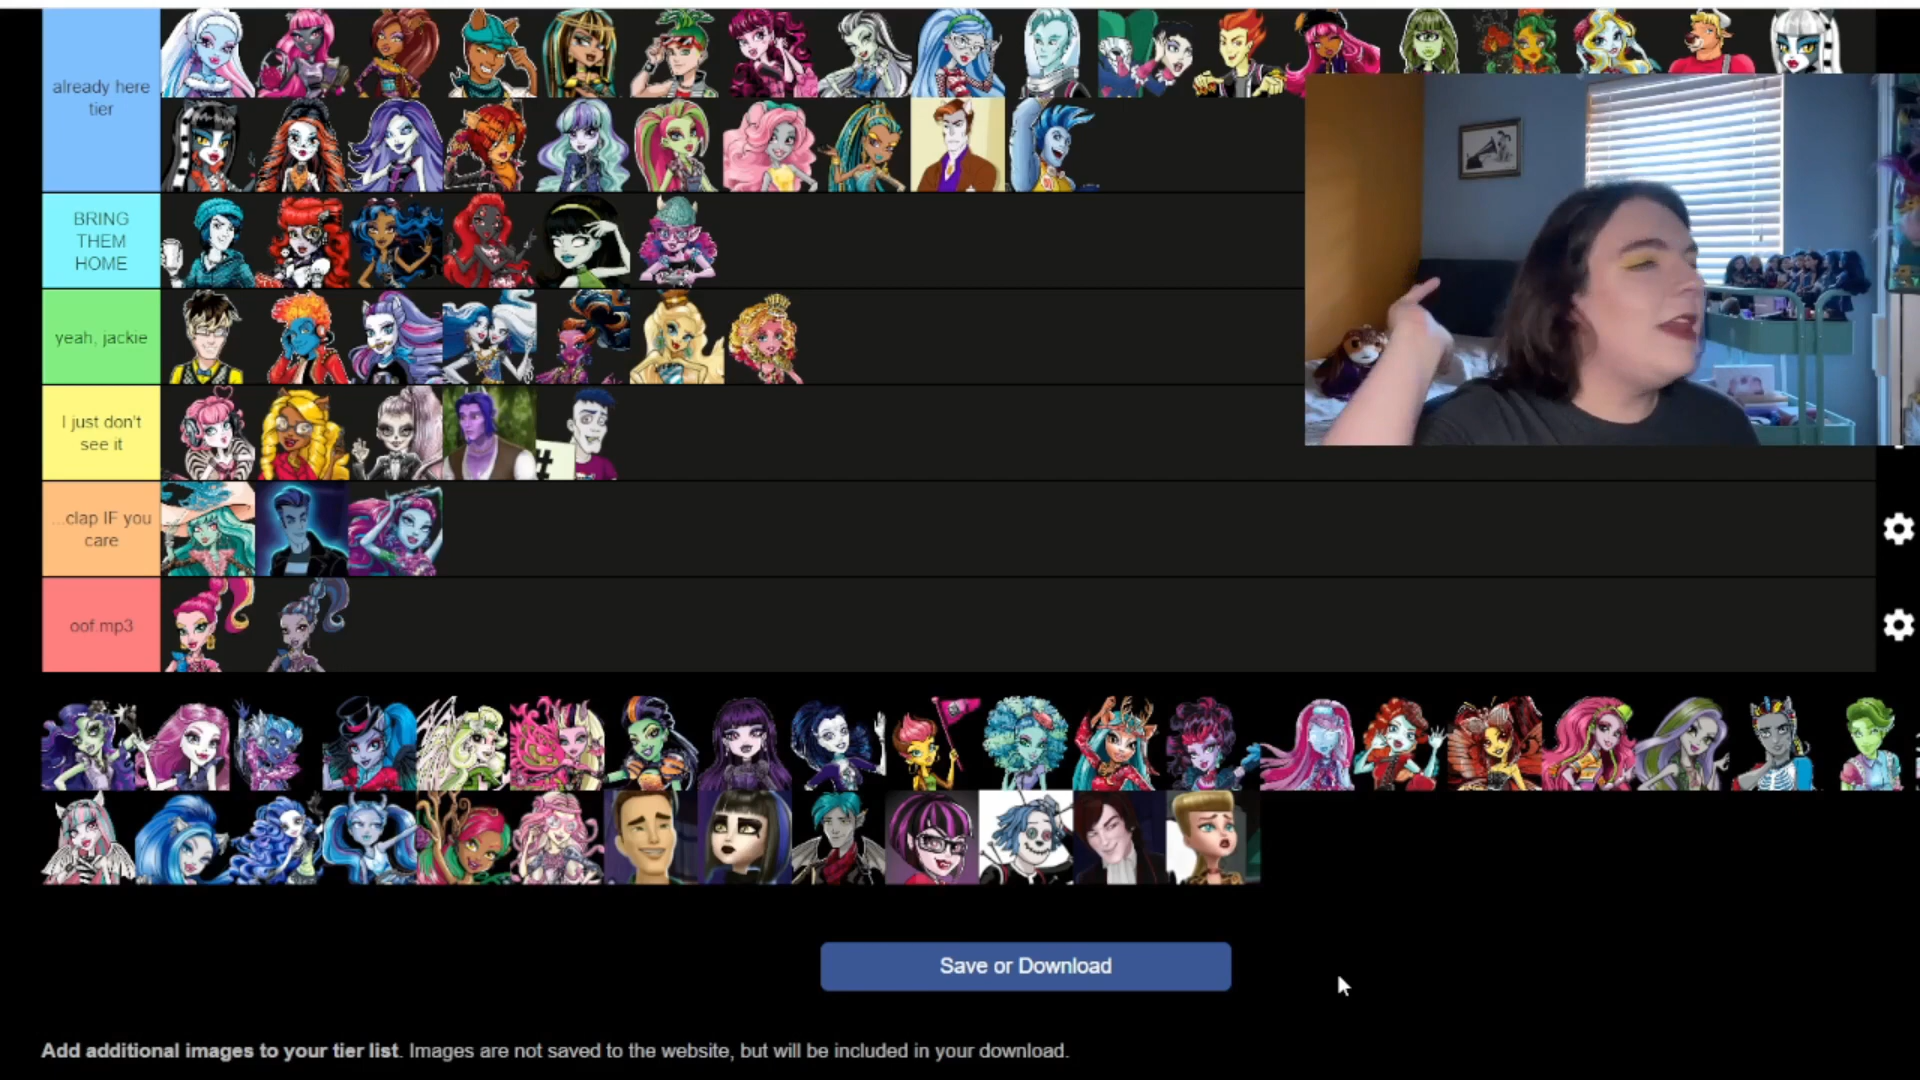 already here
tier
BRING
THEM
HOME
yeah, jackie
I just don't
see it
#
...clap IF you
care
oof.mp3
Save or Download
Add additional images to your tier list. Images are not saved to the website, but will be included in your download.